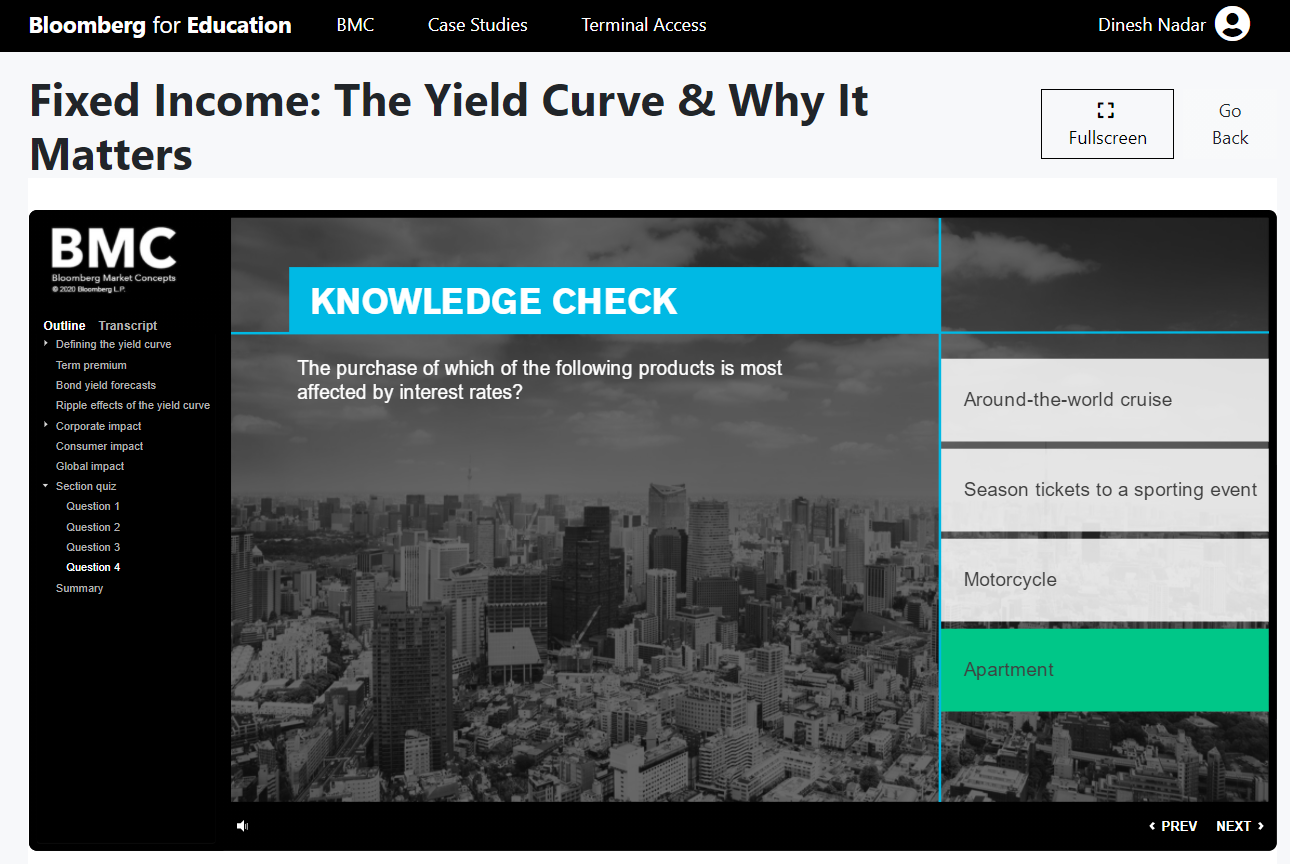 Bloomberg for Education
BMC
Case Studies
Terminal Access
Dinesh Nadar
Fixed Income: The Yield Curve & Why It
Matters
Fullscreen
Go
Back
BMC
Bloomberg Market Concepts
© 2020 Bloomberg L.P.
Outline
Transcript
Defining the yield curve
Term premium
Bond yield forecasts
Ripple effects of the yield curve
Corporate impact
Consumer impact
Global impact
Section quiz
Question 1
Question 2
Question 3
Question 4
Summary
KNOWLEDGE CHECK
The purchase of which of the following products is most
affected by interest rates?
Around-the-world cruise
Season tickets to a sporting event
Motorcycle
Apartment
PREV
NEXT